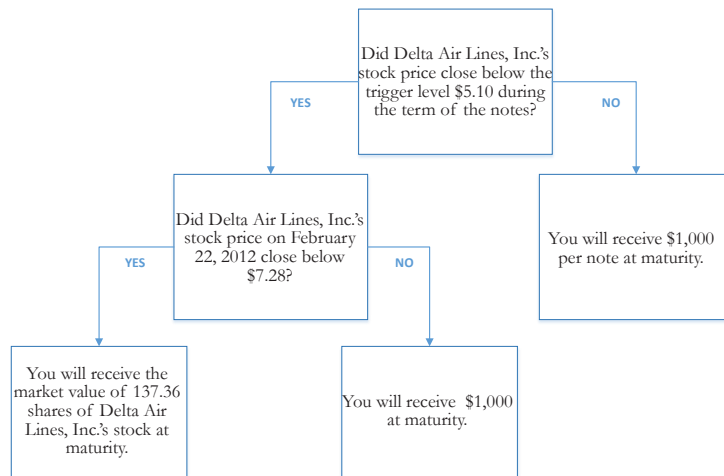 Did Delta Air Lines, Inc.'s
stock price close below the
trigger level $5.10 during
the term of the notes?
YES
NO
Did Delta Air Lines, Inc.'s
stock price on February
22, 2012 close below
$7.28?
You will receive $1,000
per note at maturity.
YES
NO
You will receive the
market value of 137.36
shares of Delta Air
Lines, Inc.'s stock at
maturity.
You will receive $1,000
at maturity.